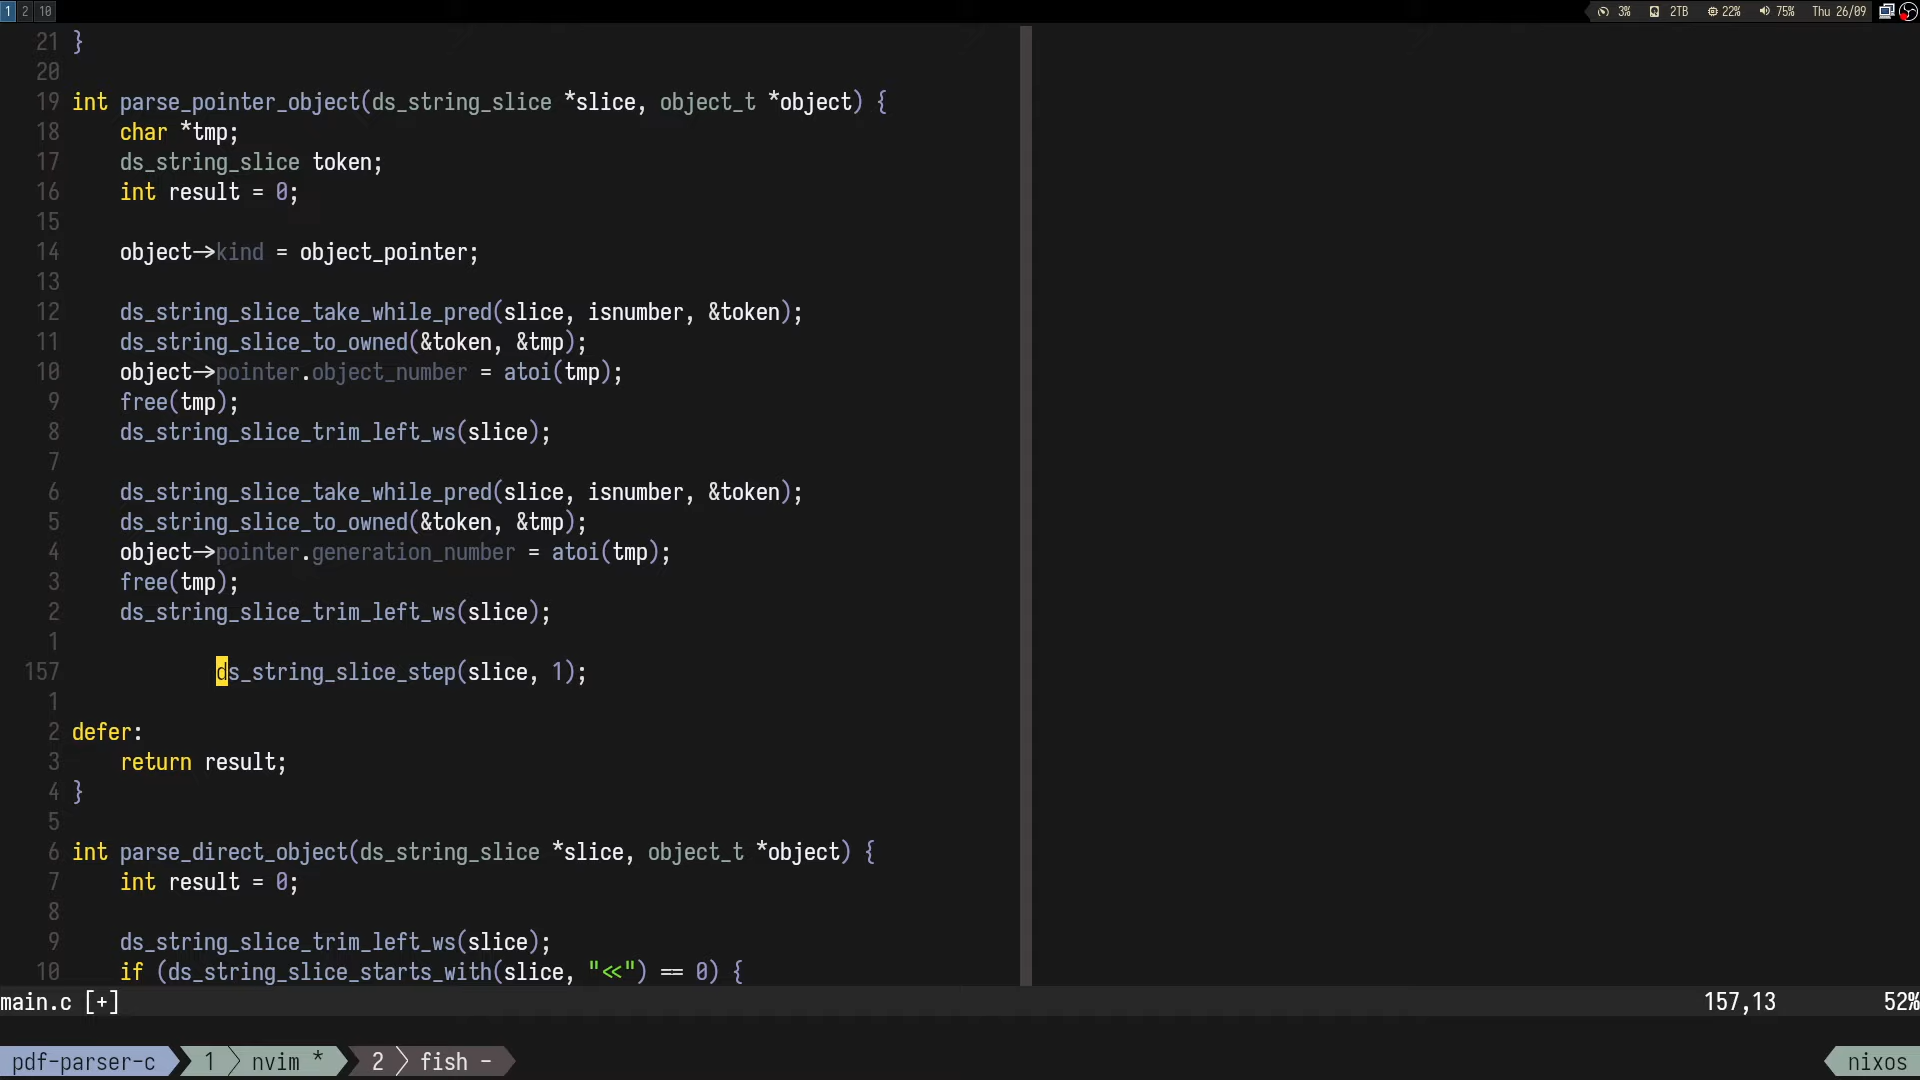 1 2 10 3% 2TB 22% 75% Thu 26/09
21 }
20
19 int parse_pointer_object(ds_string_slice *slice, object_t *object) {
18     char *tmp;
17     ds_string_slice token;
16     int result = 0;
15
14     object->kind = object_pointer;
13
12     ds_string_slice_take_while_pred(slice, isnumber, &token);
11     ds_string_slice_to_owned(&token, &tmp);
10     object->pointer.object_number = atoi(tmp);
9     free(tmp);
8     ds_string_slice_trim_left_ws(slice);
7
6     ds_string_slice_take_while_pred(slice, isnumber, &token);
5     ds_string_slice_to_owned(&token, &tmp);
4     object->pointer.generation_number = atoi(tmp);
3     free(tmp);
2     ds_string_slice_trim_left_ws(slice);
1
157             ds_string_slice_step(slice, 1);
1
2 defer:
3     return result;
4 }
5
6 int parse_direct_object(ds_string_slice *slice, object_t *object) {
7     int result = 0;
8
9     ds_string_slice_trim_left_ws(slice);
10     if (ds_string_slice_starts_with(slice, "<<") == 0) {
main.c [+] 157,13 52%
pdf-parser-c 1 nvim * 2 fish - nixos